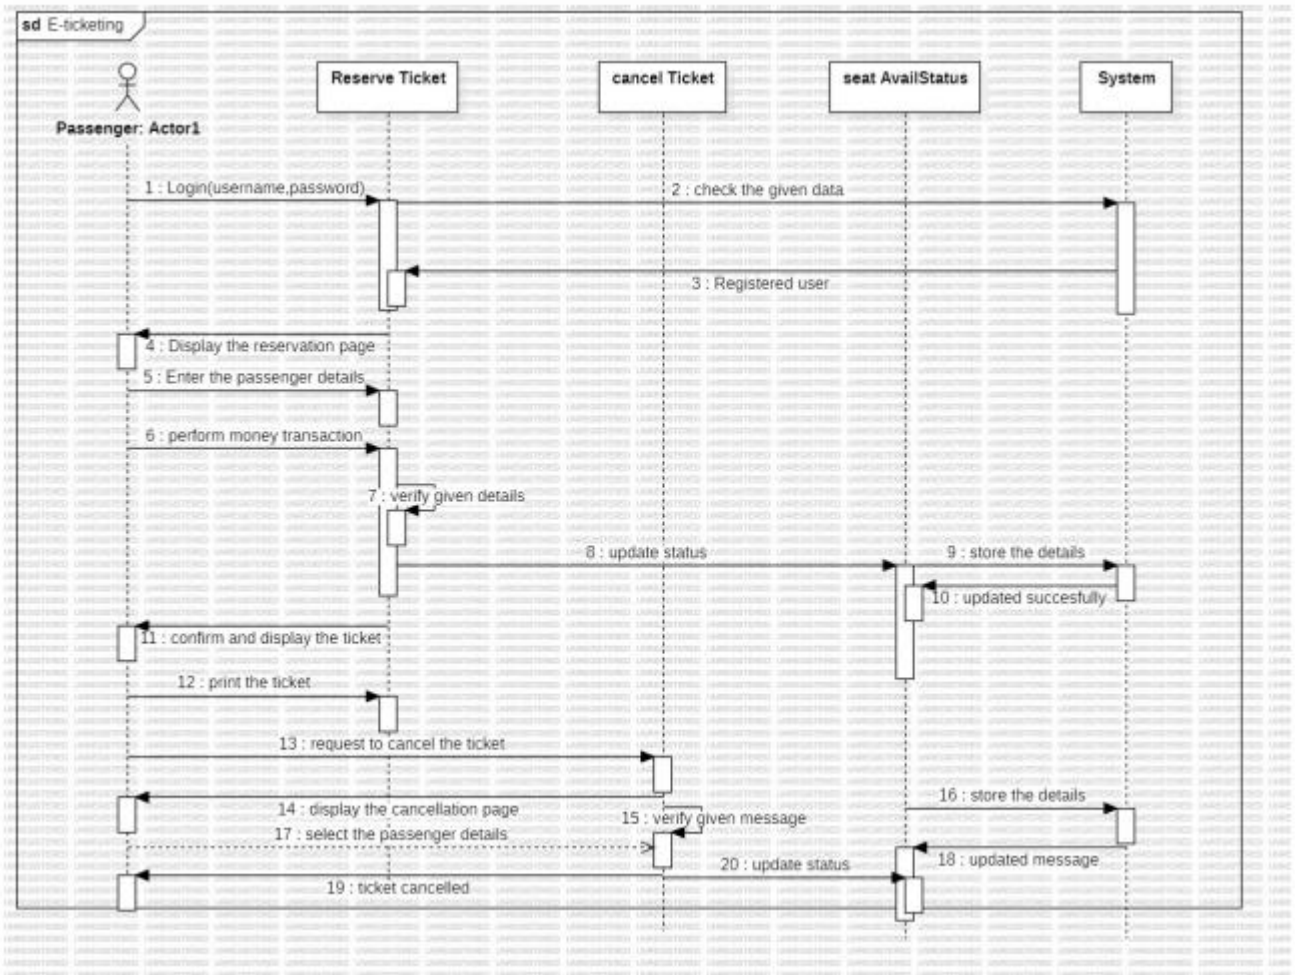 sd E-ticketing
Reserve Ticket
cancel Ticket
seat AvailStatus
System
Passenger: Actor1
1 : Login(username,password)
2 : check the given data
3 : Registered user
4 : Display the reservation page
5 : Enter the passenger details
6 : perform money transaction
7 : verify given details
8 : update status
9 : store the details
10 : updated succesfully
11 : confirm and display the ticket
12 : print the ticket
13 : request to cancel the ticket
14 : display the cancellation page
15 : verify given message
16 : store the details
17 : select the passenger details
18 : updated message
19 : ticket cancelled
20 : update status